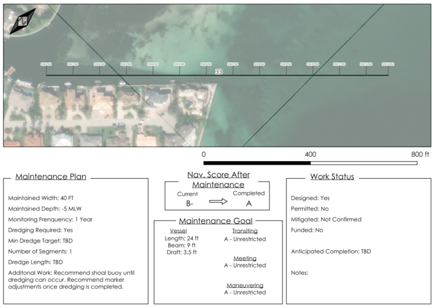 33
0 400 800 ft
Maintenance Plan
Maintained Width: 40 FT
Maintained Depth: -5 MLW
Monitoring Frenquency: 1 Year
Dredging Required: Yes
Min Dredge Target: TBD
Number of Segments: 1
Dredge Length: TBD
Additional Work: Recommend shoal buoy until
dredging can occur. Recommend marker
adjustments once dredging is completed.
Nav. Score After
Maintenance
Current Completed
B- A
Maintenance Goal
Vessel
Length: 24 ft
Beam: 9 ft
Draft: 3.5 ft
Transiting
A - Unrestricted
Meeting
A - Unrestricted
Maneuvering
A - Unrestricted
Work Status
Designed: Yes
Permitted: No
Mitigated: Not Confirmed
Funded: No
Anticipated Completion: TBD
Notes: